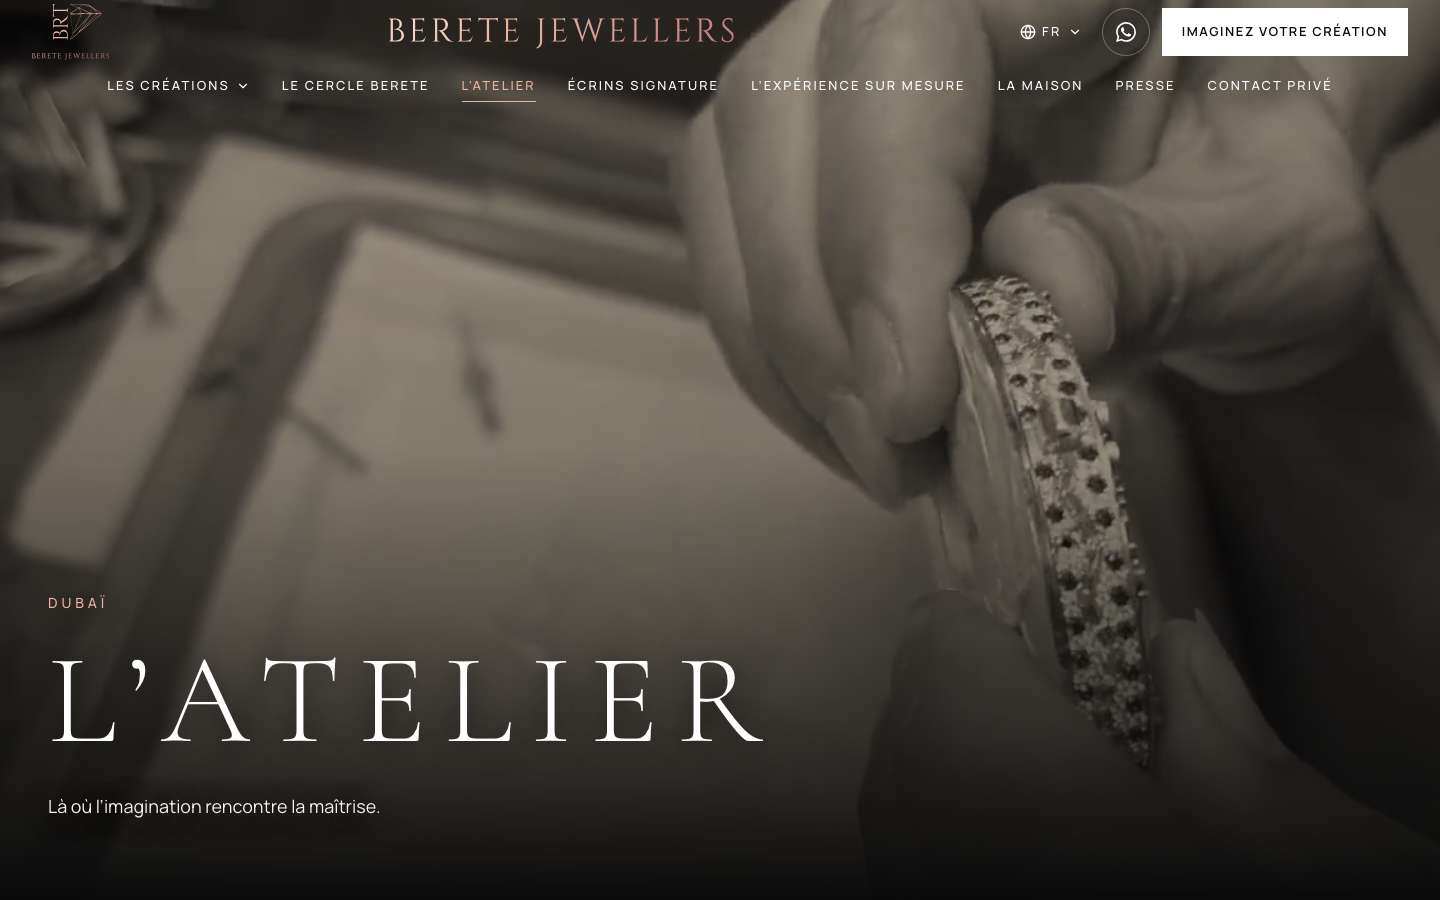 BRT
BERETE JEWELLERS
BERETE JEWELLERS
FR
IMAGINEZ VOTRE CRÉATION
LES CRÉATIONS
LE CERCLE BERETE
L'ATELIER
ÉCRINS SIGNATURE
L'EXPÉRIENCE SUR MESURE
LA MAISON
PRESSE
CONTACT PRIVÉ
DUBAÏ
L’ATELIER
Là où l’imagination rencontre la maîtrise.